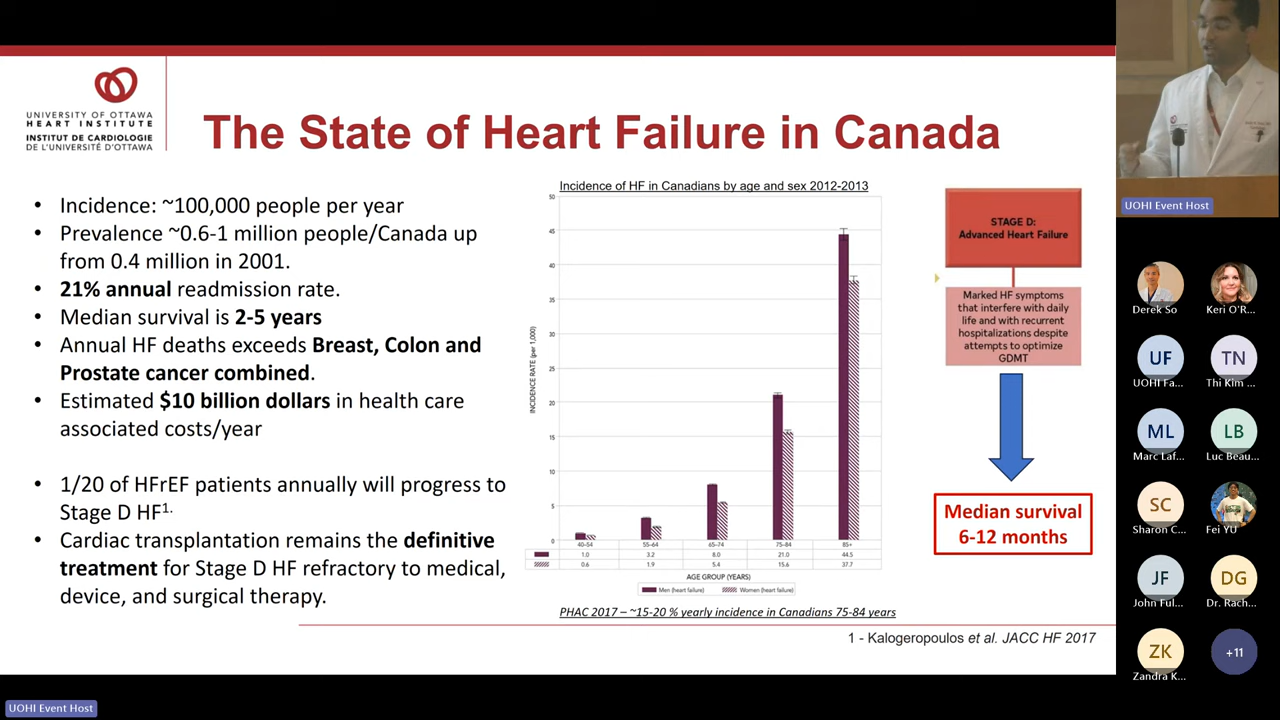 UNIVERSITY OF OTTAWA
HEART INSTITUTE
INSTITUT DE CARDIOLOGIE
DE L'UNIVERSITÉ D'OTTAWA
The State of Heart Failure in Canada
• Incidence: ~100,000 people per year
• Prevalence ~0.6-1 million people/Canada up
from 0.4 million in 2001.
• 21% annual readmission rate.
• Median survival is 2-5 years
• Annual HF deaths exceeds Breast, Colon and
Prostate cancer combined.
• Estimated $10 billion dollars in health care
associated costs/year
• 1/20 of HFrEF patients annually will progress to
Stage D HF1.
• Cardiac transplantation remains the definitive
treatment for Stage D HF refractory to medical,
device, and surgical therapy.
Incidence of HF in Canadians by age and sex 2012-2013
INCIDENCE RATE (per 1,000)
50
45
40
35
30
25
20
15
10
5
0
40–54 55–64 65–74 75–84 85+
1.0 3.2 8.0 21.0 44.5
0.6 1.9 5.4 15.6 37.7
AGE GROUP (YEARS)
Men (heart failure) Women (heart failure)
PHAC 2017 – ~15-20 % yearly incidence in Canadians 75-84 years
STAGE D:
Advanced Heart Failure
Marked HF symptoms
that interfere with daily
life and with recurrent
hospitalizations despite
attempts to optimize
GDMT
Median survival
6-12 months
1 - Kalogeropoulos et al. JACC HF 2017
UOHI Event Host
UOHI Event Host
Derek So
Keri O'R...
UF
UOHI Fa...
TN
Thi Kim ...
ML
Marc Laf...
LB
Luc Beau...
SC
Sharon C...
Fei YU
JF
John Ful...
DG
Dr. Rach...
ZK
Zandra K...
+11